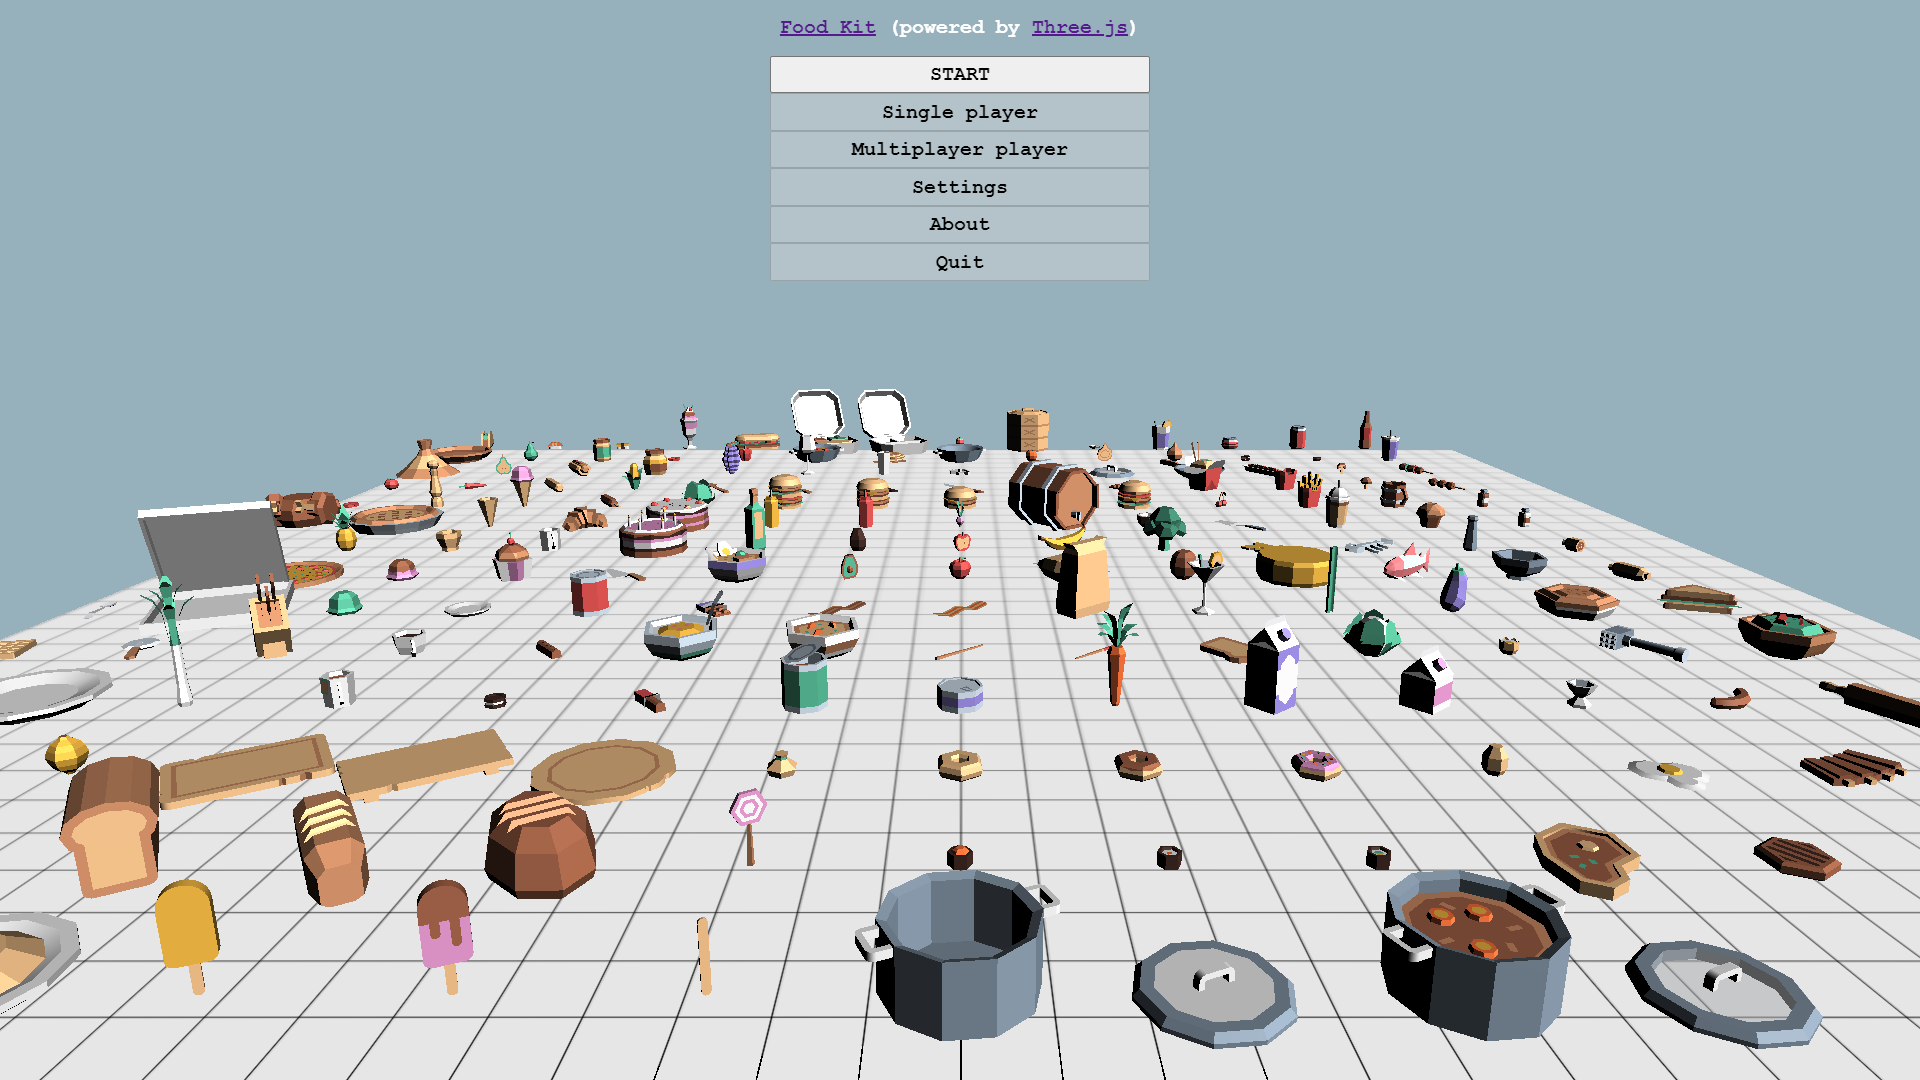 Food Kit (powered by Three.js)
START
Single player
Multiplayer player
Settings
About
Quit